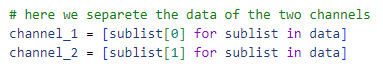 # here we separete the data of the two channels
channel_1 = [sublist[0] for sublist in data]
channel_2 = [sublist[1] for sublist in data]